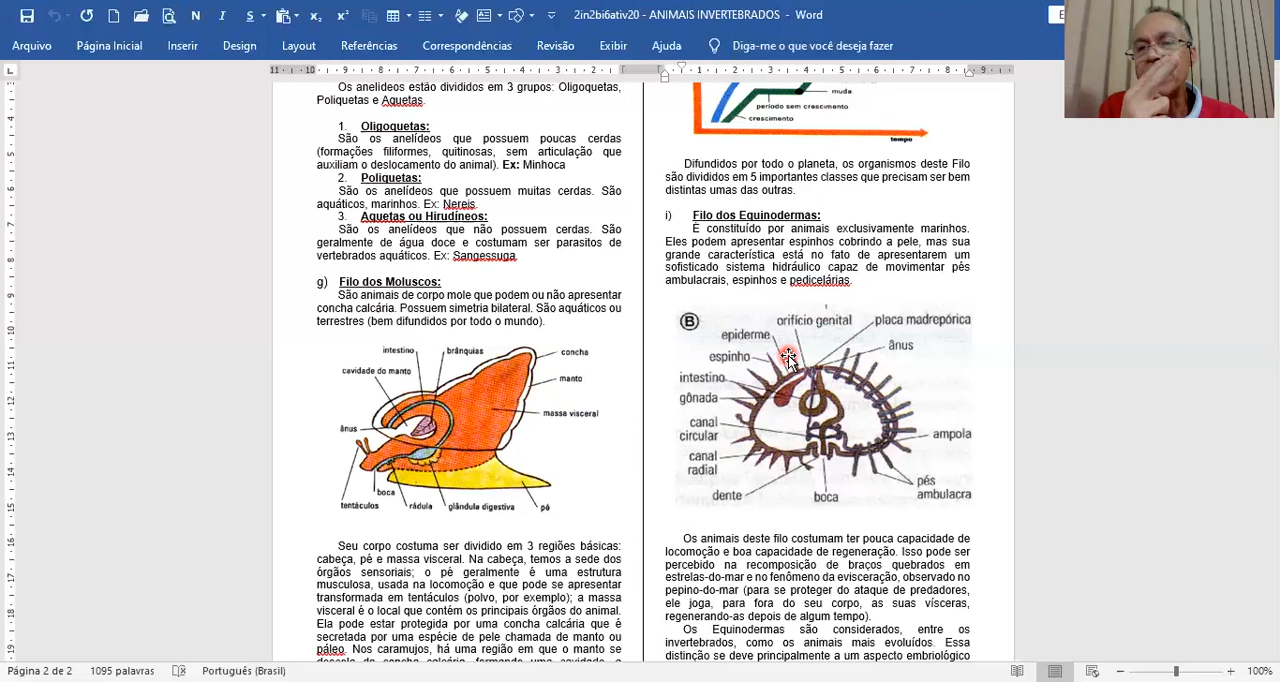 2in2bi6ativ20 - ANIMAIS INVERTEBRADOS - Word
Arquivo Página Inicial Inserir Design Layout Referências Correspondências Revisão Exibir Ajuda Diga-me o que você deseja fazer
Os anelídeos estão divididos em 3 grupos: Oligoquetas,
Poliquetas e Aquetas.
1. Oligoquetas:
São os anelídeos que possuem poucas cerdas
(formações filiformes, quitinosas, sem articulação que
auxiliam o deslocamento do animal). Ex: Minhoca
2. Poliquetas:
São os anelídeos que possuem muitas cerdas. São
aquáticos, marinhos. Ex: Nereis.
3. Aquetas ou Hirudíneos:
São os anelídeos que não possuem cerdas. São
geralmente de água doce e costumam ser parasitos de
vertebrados aquáticos. Ex: Sangessuga.
g) Filo dos Moluscos:
São animais de corpo mole que podem ou não apresentar
concha calcária. Possuem simetria bilateral. São aquáticos ou
terrestres (bem difundidos por todo o mundo).
intestino
brânquias
concha
cavidade do manto
manto
massa visceral
ânus
boca
tentáculos
rádula
glândula digestiva
pé
Seu corpo costuma ser dividido em 3 regiões básicas:
cabeça, pé e massa visceral. Na cabeça, temos a sede dos
órgãos sensoriais; o pé geralmente é uma estrutura
musculosa, usada na locomoção e que pode se apresentar
transformada em tentáculos (polvo, por exemplo); a massa
visceral é o local que contém os principais órgãos do animal.
Ela pode estar protegida por uma concha calcária que é
secretada por uma espécie de pele chamada de manto ou
páleo. Nos caramujos, há uma região em que o manto se
muda
período sem crescimento
crescimento
tempo
Difundidos por todo o planeta, os organismos deste Filo
são divididos em 5 importantes classes que precisam ser bem
distintas umas das outras.
i) Filo dos Equinodermas:
É constituído por animais exclusivamente marinhos.
Eles podem apresentar espinhos cobrindo a pele, mas sua
grande característica está no fato de apresentarem um
sofisticado sistema hidráulico capaz de movimentar pés
ambulacrais, espinhos e pedicelárias.
B
orifício genital
placa madrepórica
epiderme
ânus
espinho
intestino
gônada
canal
circular
ampola
canal
radial
pés
ambulacra
dente
boca
Os animais deste filo costumam ter pouca capacidade de
locomoção e boa capacidade de regeneração. Isso pode ser
percebido na recomposição de braços quebrados em
estrelas-do-mar e no fenômeno da evisceração, observado no
pepino-do-mar (para se proteger do ataque de predadores,
ele joga, para fora do seu corpo, as suas vísceras,
regenerando-as depois de algum tempo).
Os Equinodermas são considerados, entre os
invertebrados, como os animais mais evoluídos. Essa
distinção se deve principalmente a um aspecto embriológico
Página 2 de 2 1095 palavras Português (Brasil) 100%